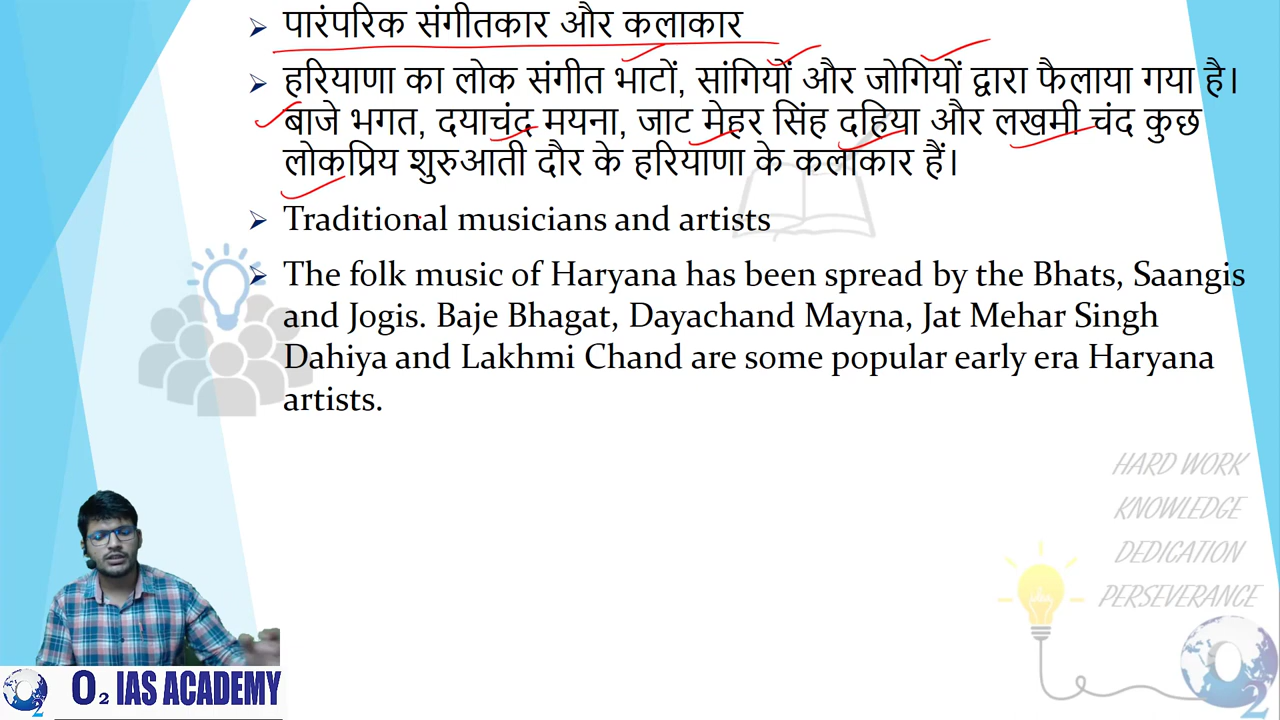 पारंपरिक संगीतकार और कलाकार
हरियाणा का लोक संगीत भाटों, सांगियों और जोगियों द्वारा फैलाया गया है।
बाजे भगत, दयाचंद मयना, जाट मेहर सिंह दहिया और लखमी चंद कुछ
लोकप्रिय शुरुआती दौर के हरियाणा के कलाकार हैं।
Traditional musicians and artists
The folk music of Haryana has been spread by the Bhats, Saangis
and Jogis. Baje Bhagat, Dayachand Mayna, Jat Mehar Singh
Dahiya and Lakhmi Chand are some popular early era Haryana
artists.
HARD WORK
KNOWLEDGE
DEDICATION
PERSEVERANCE
O2 IAS ACADEMY
2
2